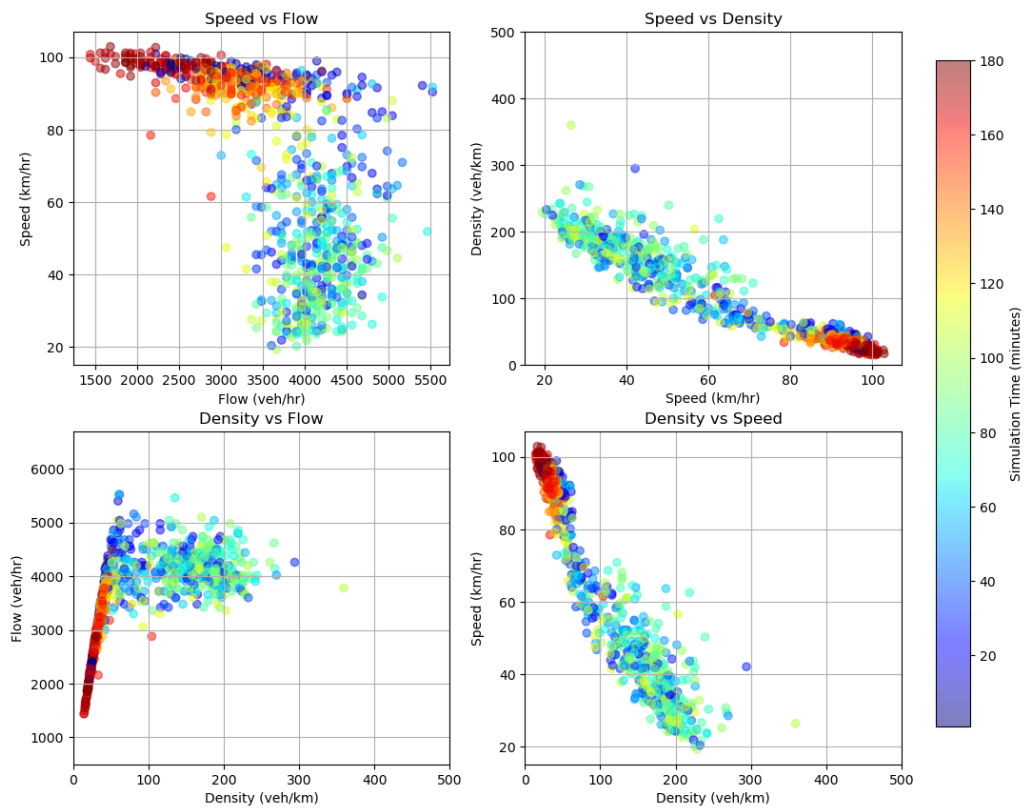 Speed vs Flow
Speed (km/hr)
100
80
60
40
20
1500 2000 2500 3000 3500 4000 4500 5000 5500
Flow (veh/hr)
Speed vs Density
Density (veh/km)
500
400
300
200
100
0
20 40 60 80 100
Speed (km/hr)
Density vs Flow
Flow (veh/hr)
6000
5000
4000
3000
2000
1000
0 100 200 300 400 500
Density (veh/km)
Density vs Speed
Speed (km/hr)
100
80
60
40
20
0 100 200 300 400 500
Density (veh/km)
180
160
140
120
100
80
60
40
20
Simulation Time (minutes)